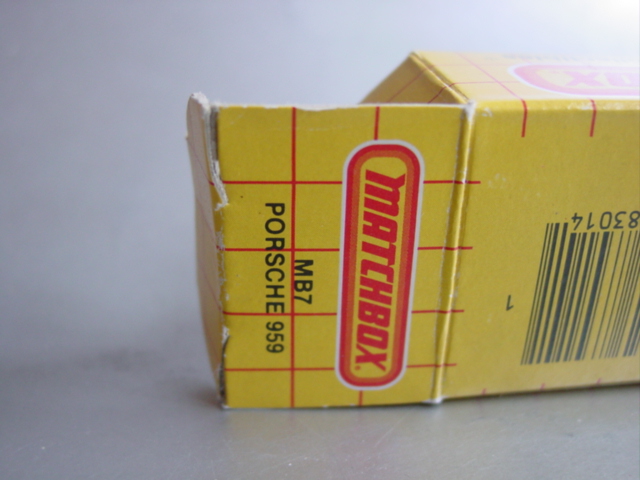 MATCHBOX
MB7
PORSCHE 959
83014
1